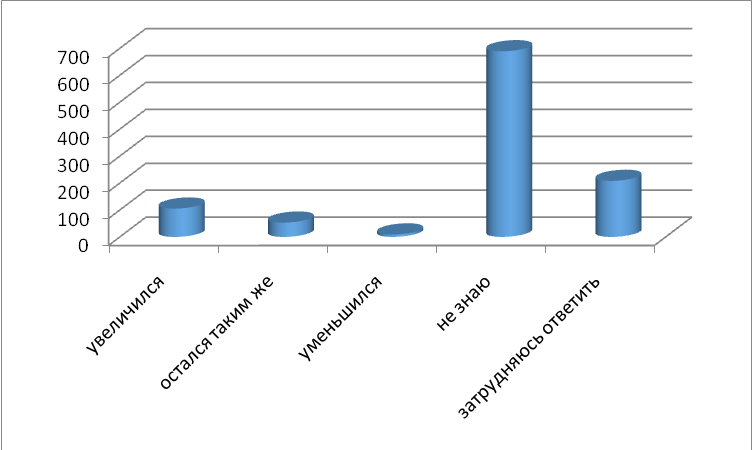 700
600
500
400
300
200
100
0
увеличился
остался таким же
уменьшился
не знаю
затрудняюсь ответить